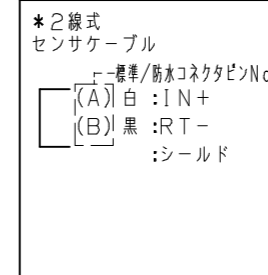 *2線式
センサケーブル
標準/防水コネクタピンNo
(A) 白 :IN+
(B) 黒 :RT-
:シールド